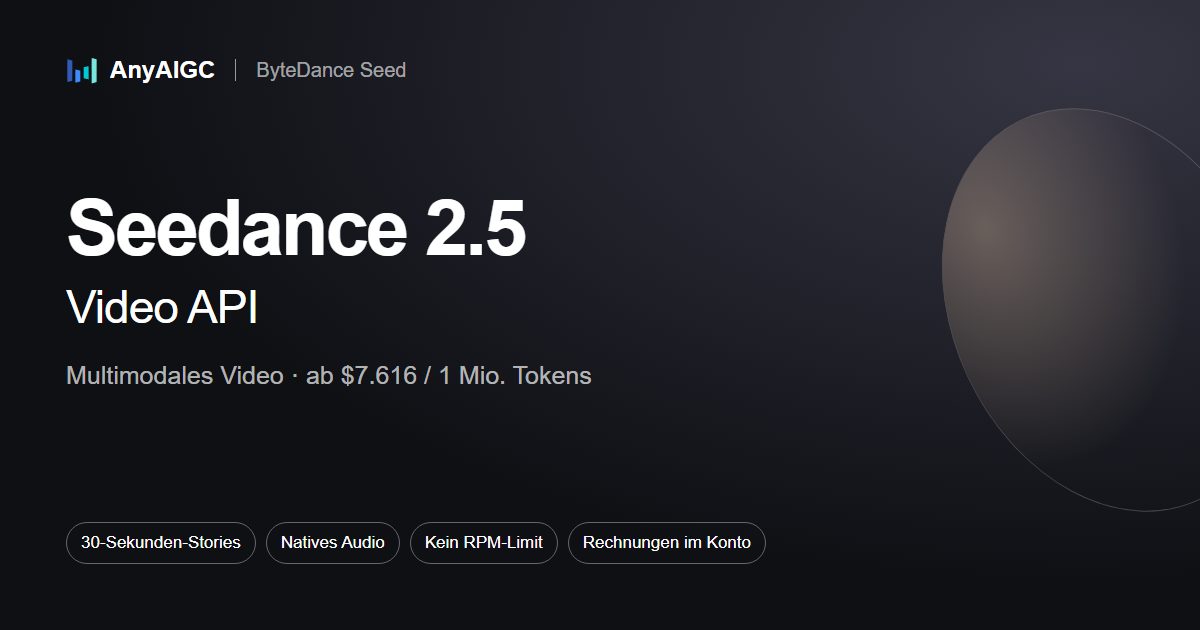 AnyAIGC | ByteDance Seed
Seedance 2.5
Video API
Multimodales Video · ab $7.616 / 1 Mio. Tokens
30-Sekunden-Stories Natives Audio Kein RPM-Limit Rechnungen im Konto